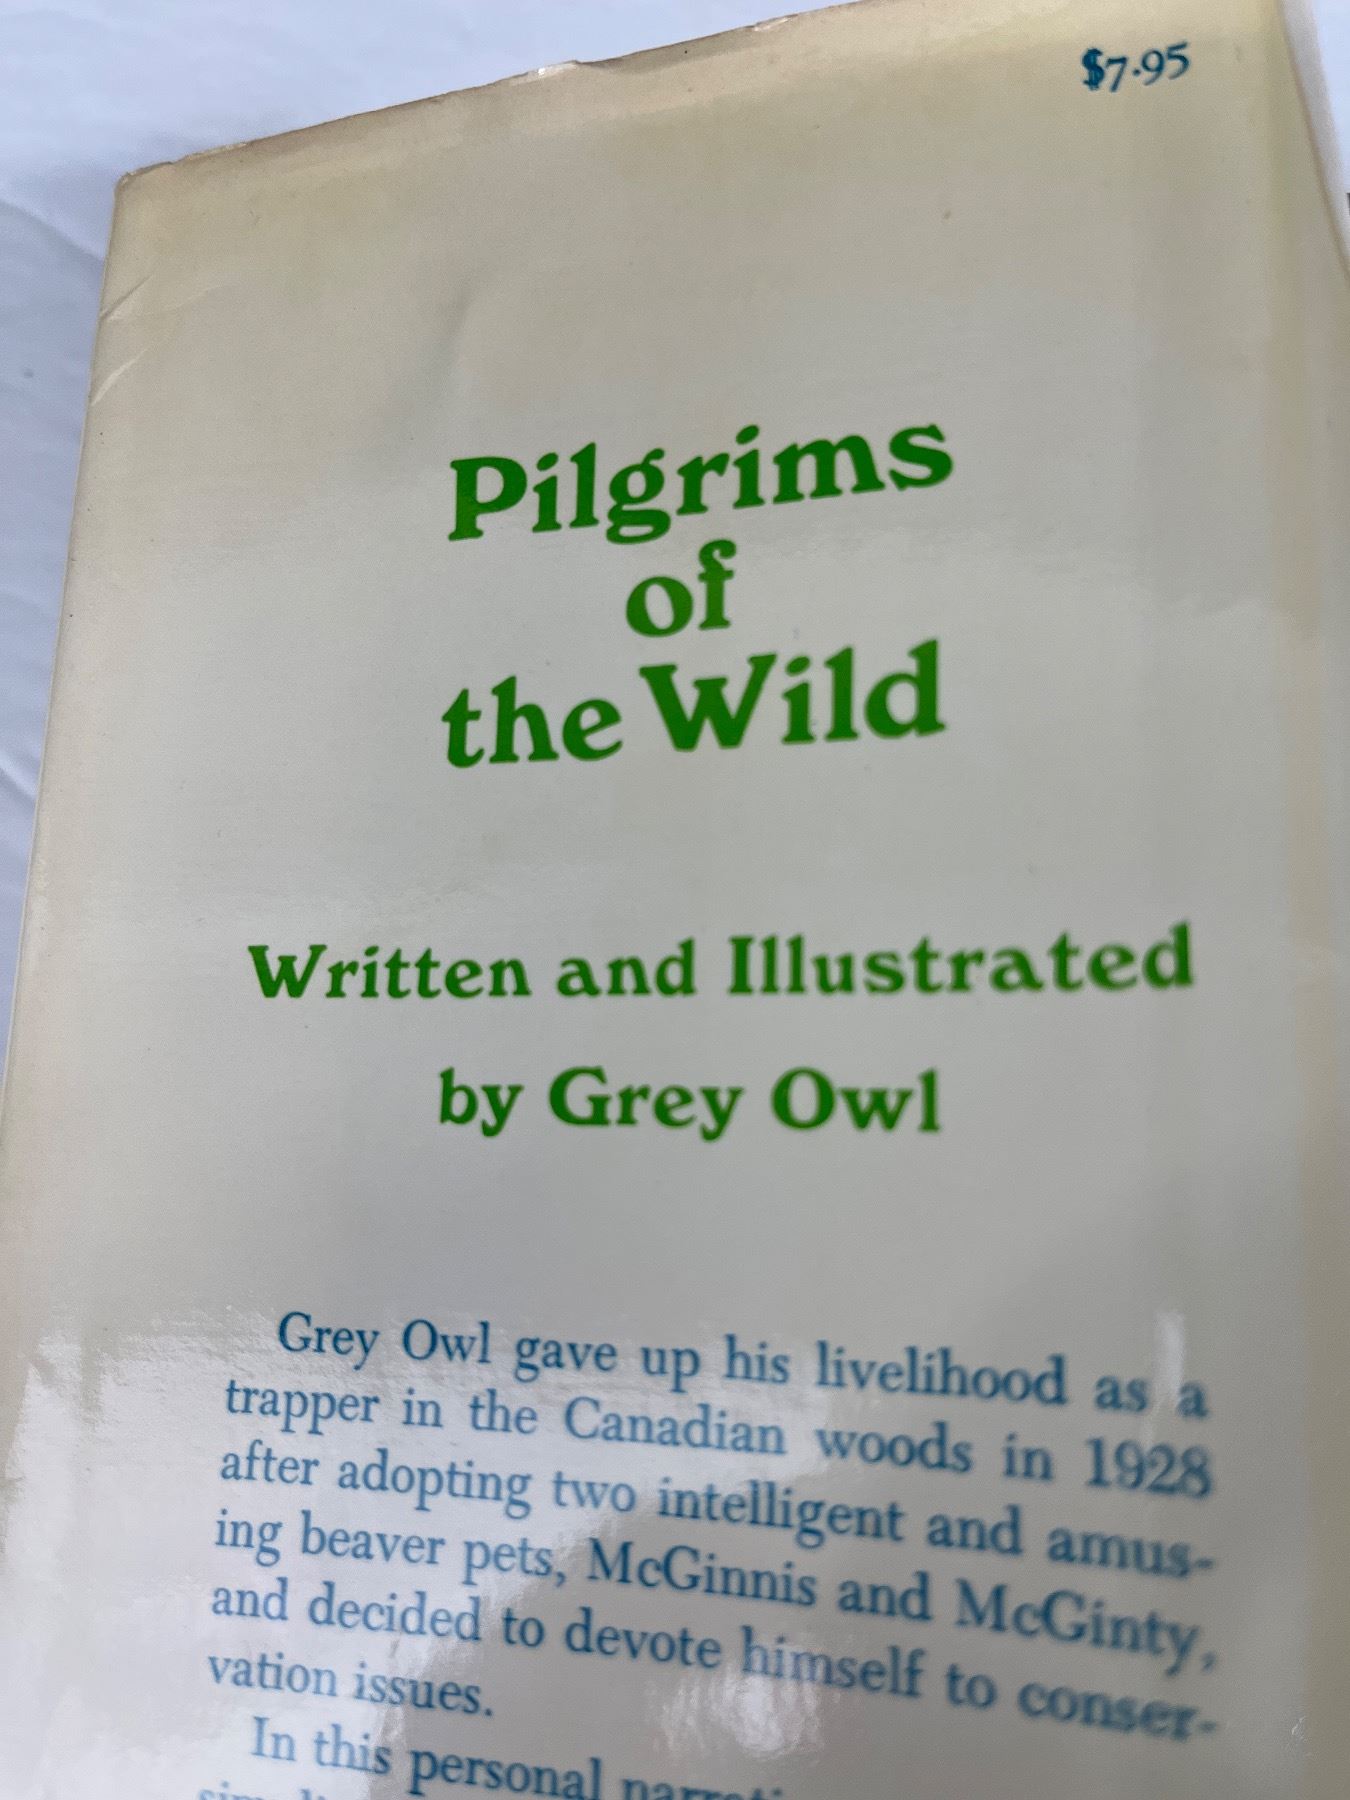 $7.95
Pilgrims
of
the Wild
Written and Illustrated
by Grey Owl
Grey Owl gave up his livelihood as a
trapper in the Canadian woods in 1928
after adopting two intelligent and amus-
ing beaver pets, McGinnis and McGinty,
and decided to devote himself to conser-
vation issues.
In this personal